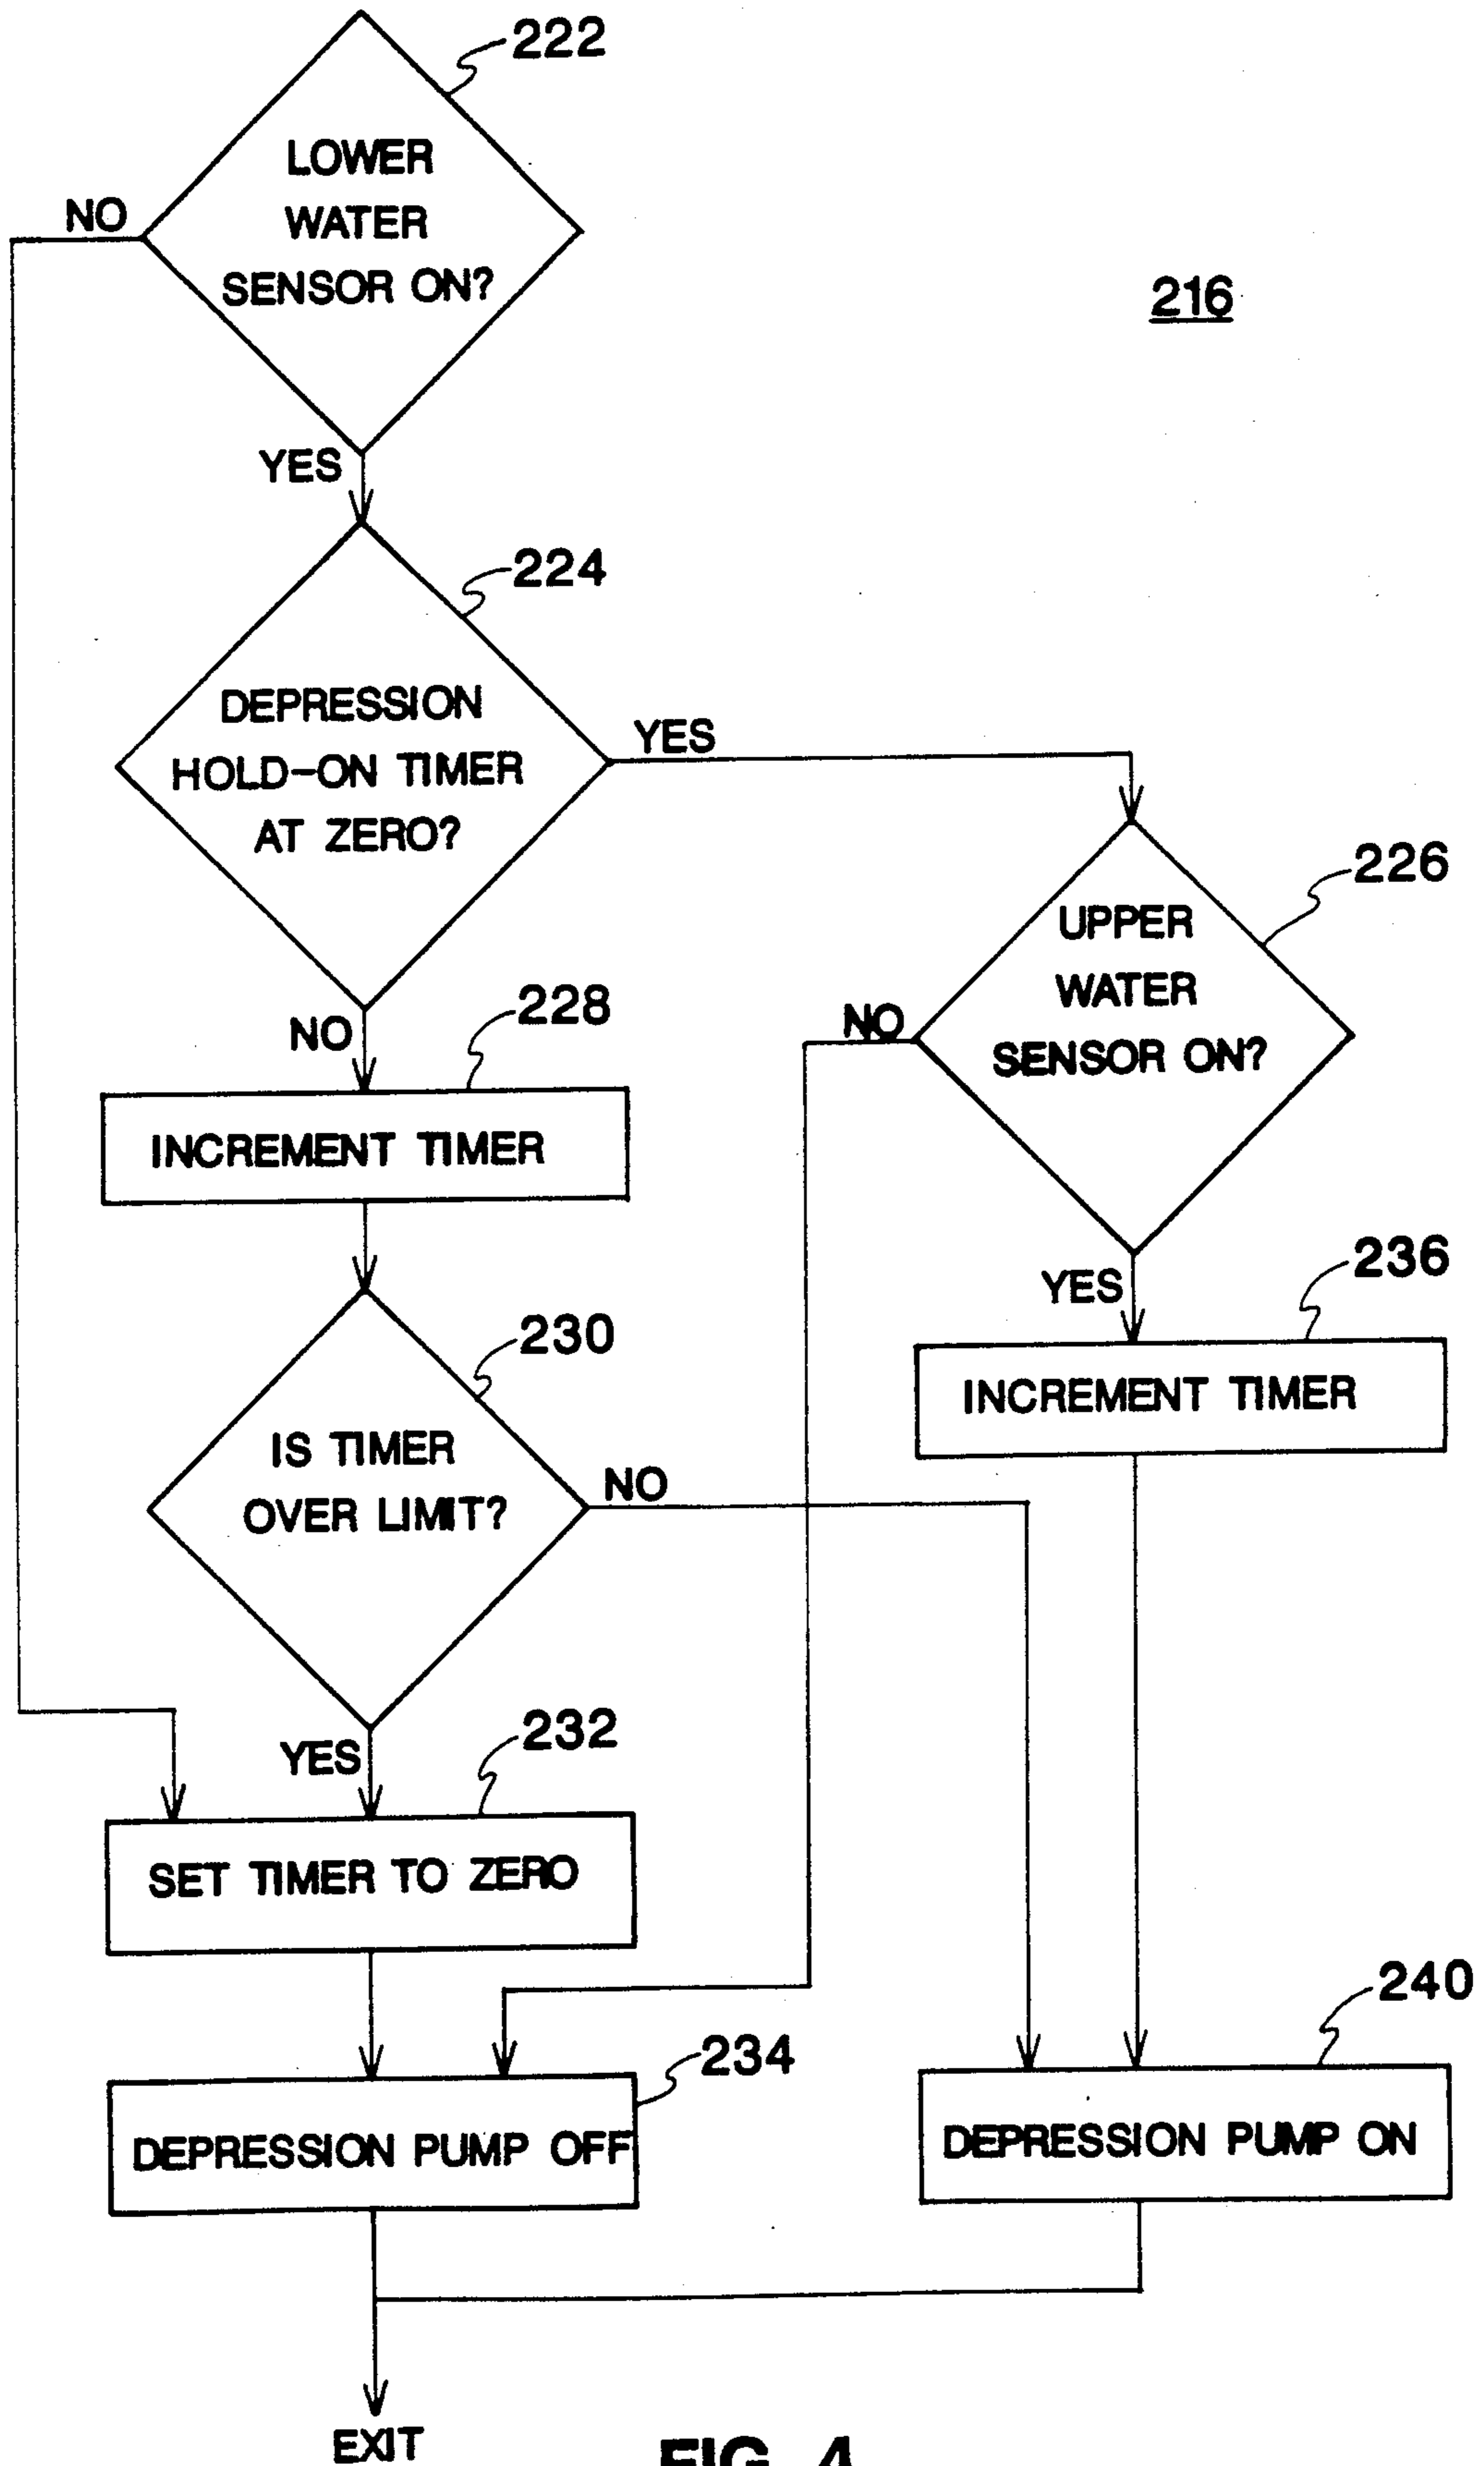 222
LOWER
WATER
SENSOR ON?
NO
216
YES
224
DEPRESSION
HOLD-ON TIMER
AT ZERO?
YES
226
UPPER
WATER
SENSOR ON?
NO
NO
228
INCREMENT TIMER
YES
236
INCREMENT TIMER
230
IS TIMER
OVER LIMIT?
NO
YES
232
SET TIMER TO ZERO
234
DEPRESSION PUMP OFF
240
DEPRESSION PUMP ON
EXIT
FIG. 4